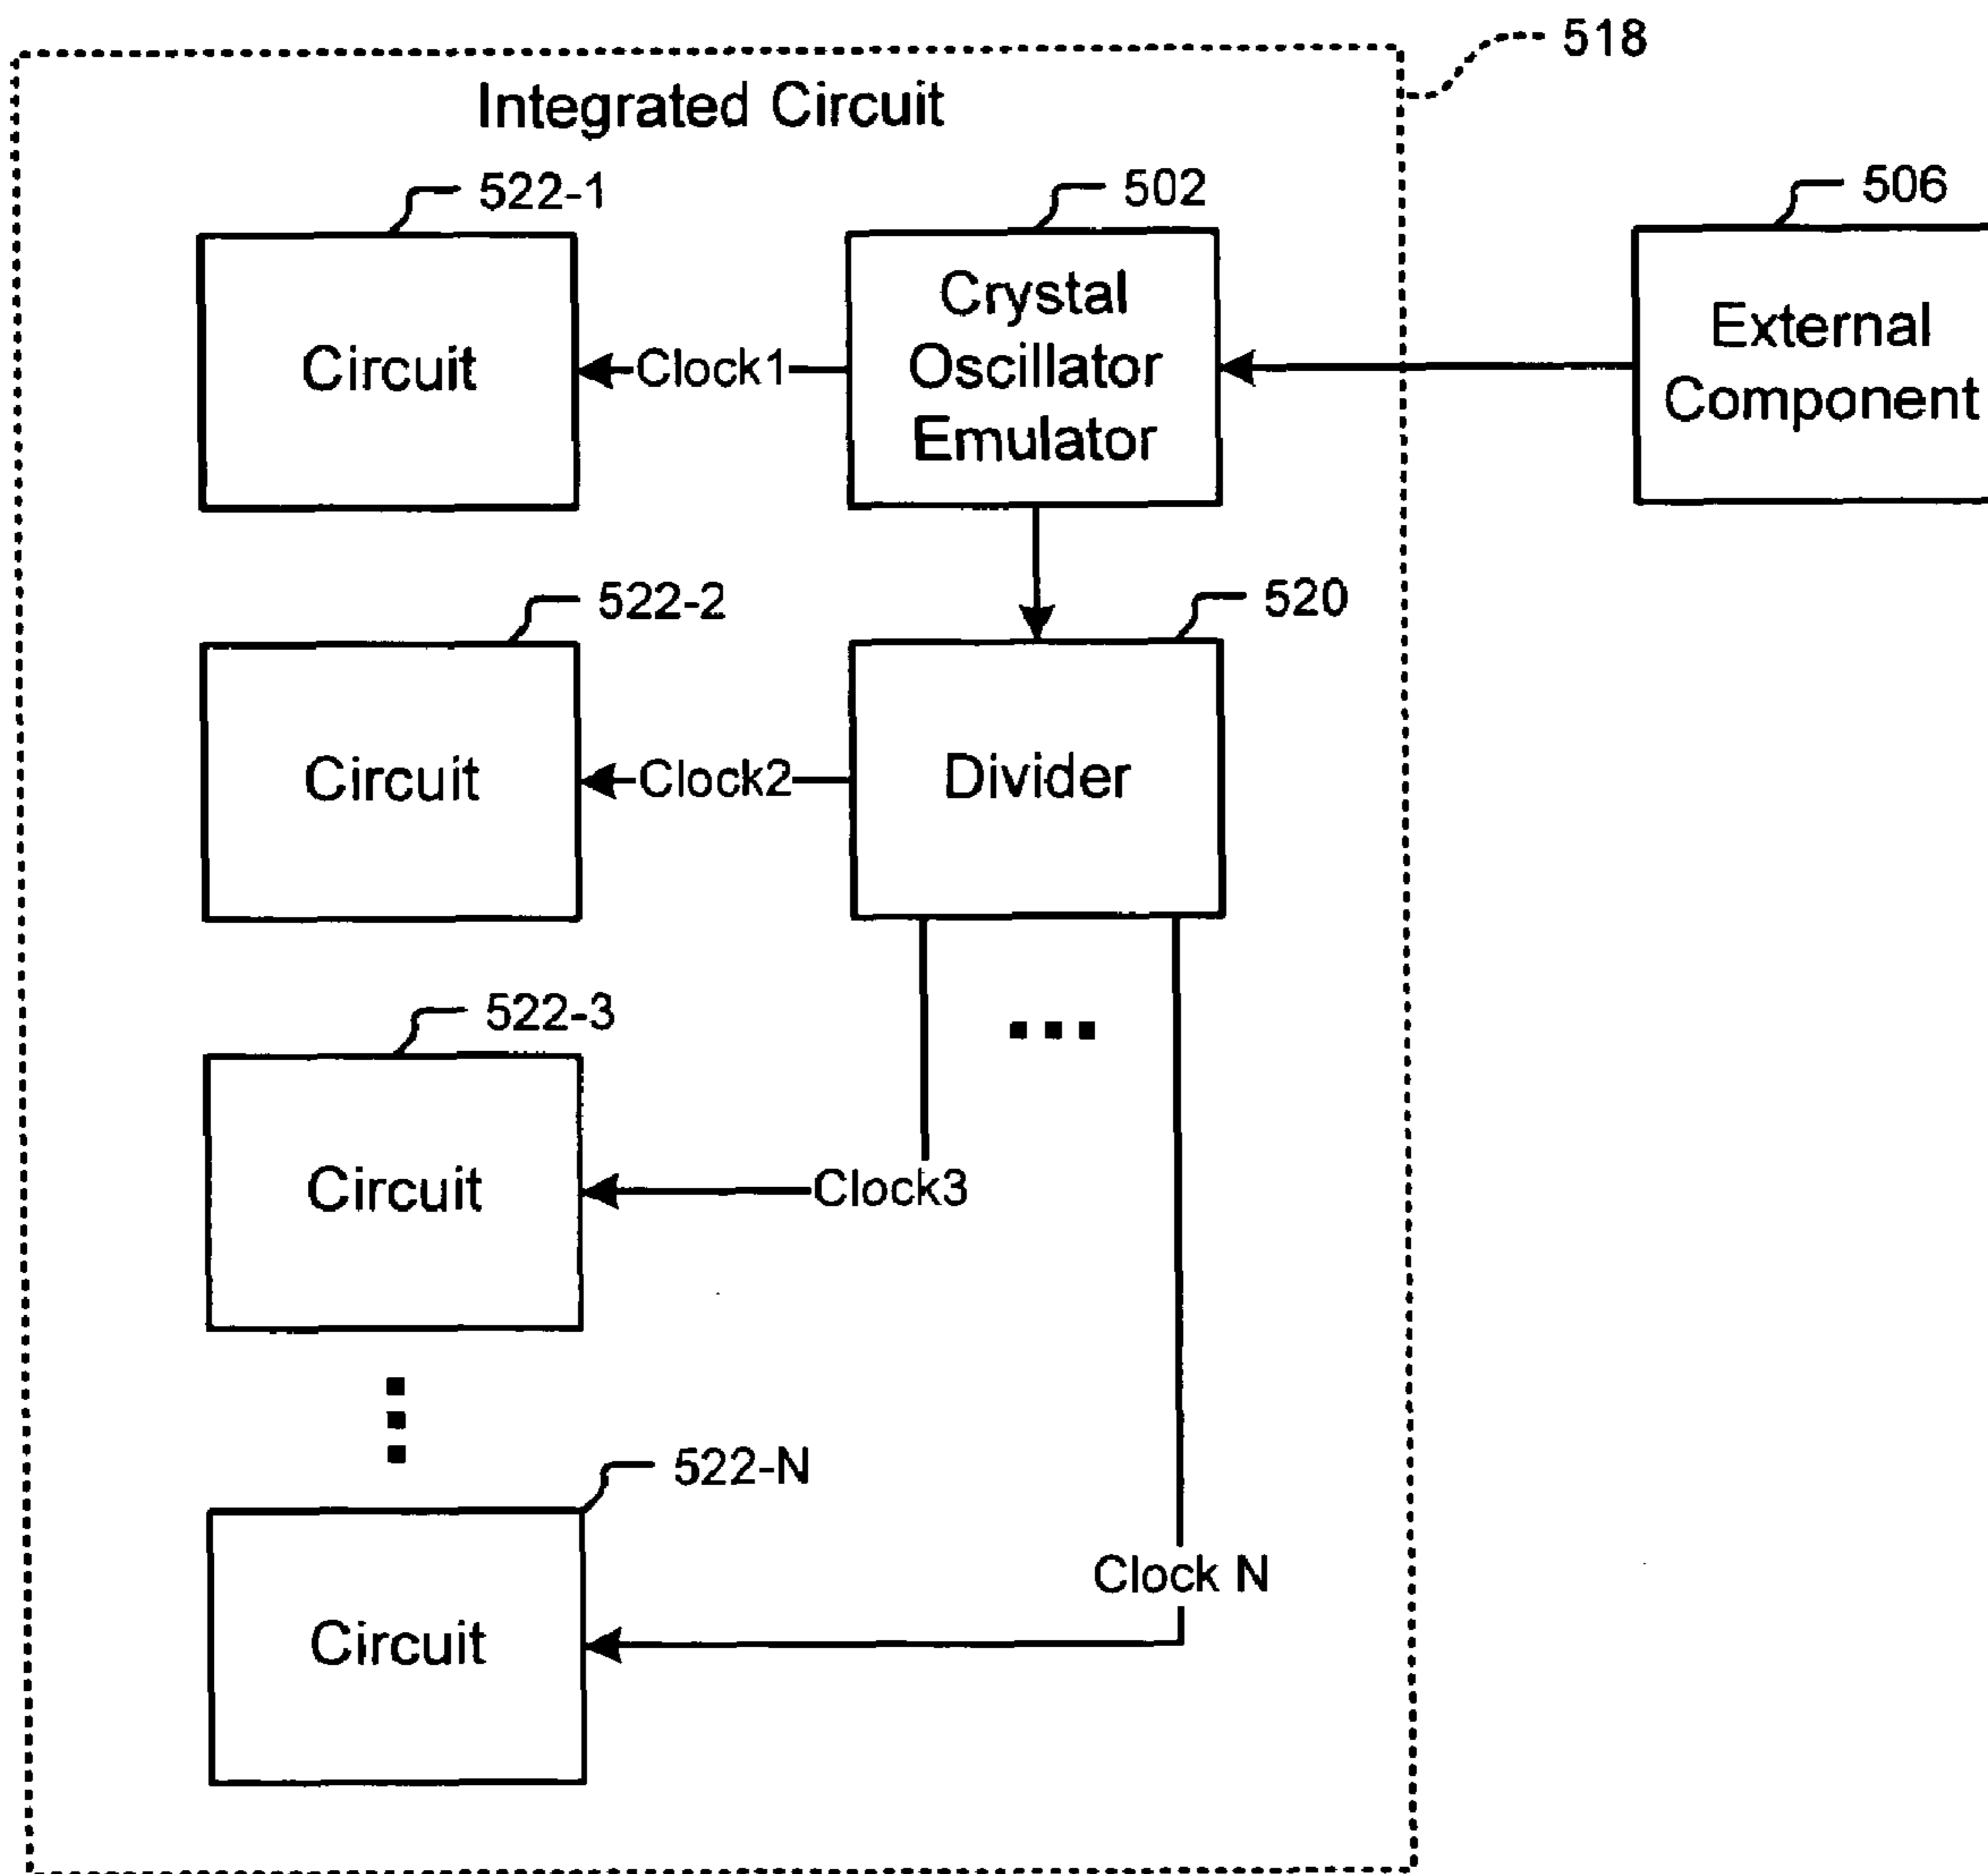 518
Integrated Circuit
522-1
502
506
Circuit
Clock1
Crystal
Oscillator
Emulator
External
Component
522-2
520
Circuit
Clock2
Divider
522-3
Circuit
Clock3
522-N
Clock N
Circuit